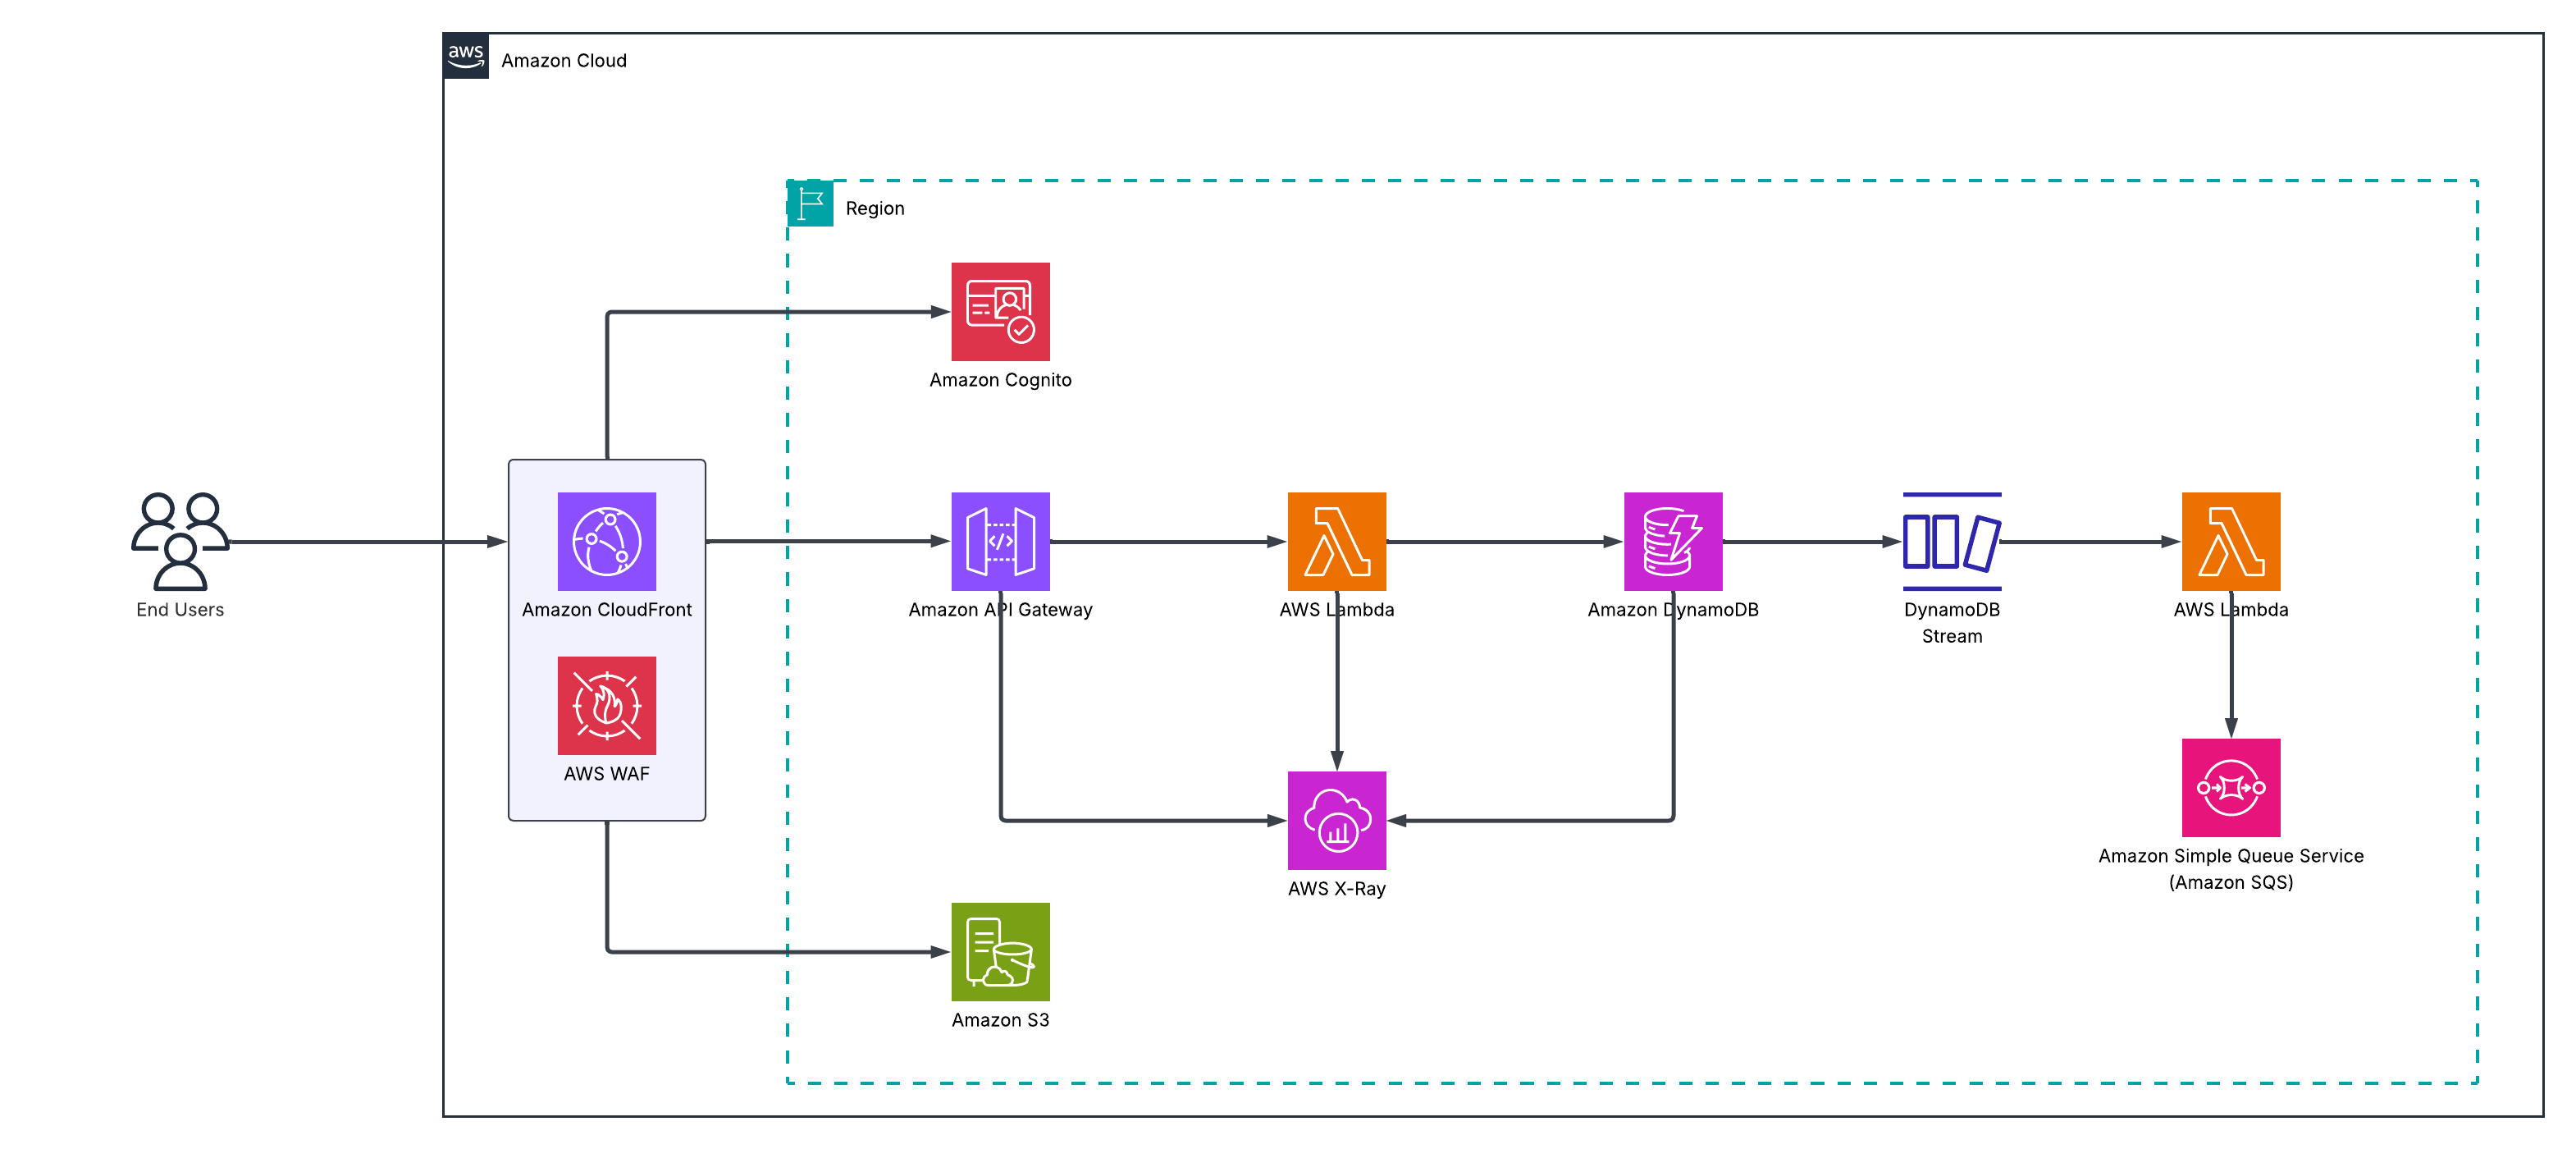 aws
Amazon Cloud
Region
Amazon Cognito
End Users
Amazon CloudFront
Amazon API Gateway
AWS Lambda
Amazon DynamoDB
DynamoDB
Stream
AWS Lambda
AWS WAF
AWS X-Ray
Amazon Simple Queue Service
(Amazon SQS)
Amazon S3